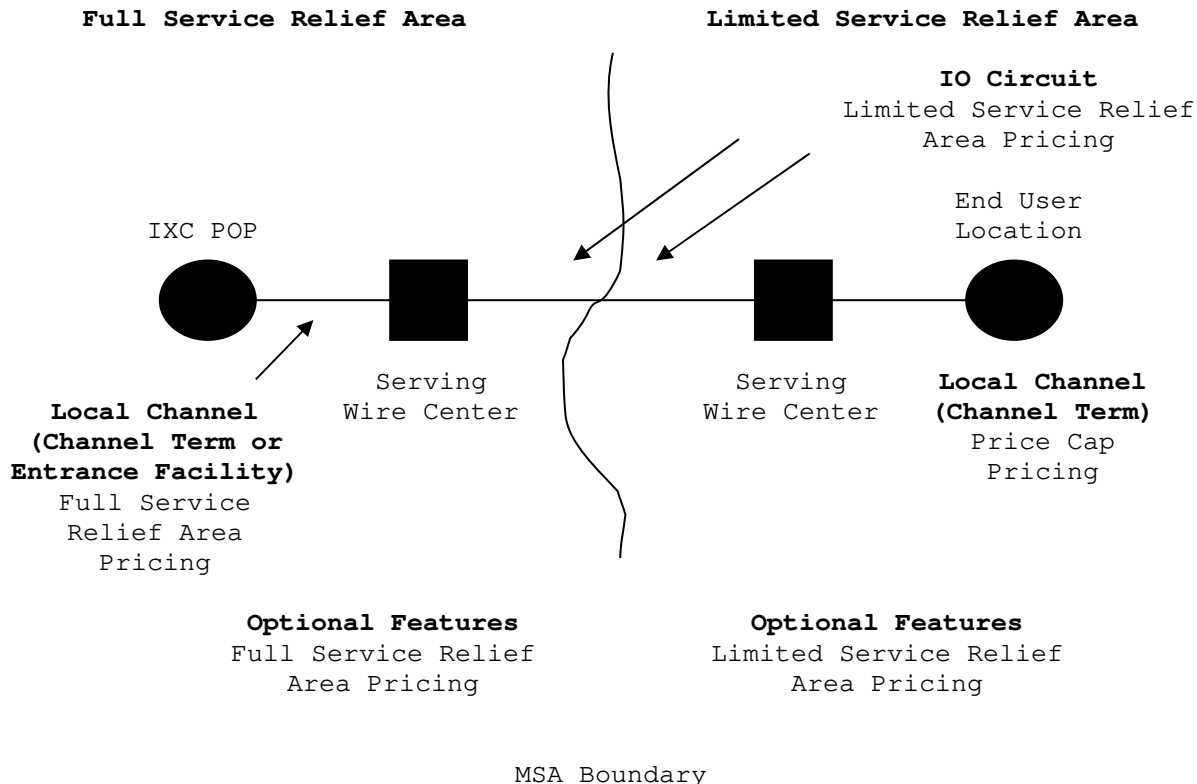 Full Service Relief Area
Limited Service Relief Area
IO Circuit
Limited Service Relief
Area Pricing
IXC POP
End User
Location
Serving
Wire Center
Serving
Wire Center
Local Channel
(Channel Term or
Entrance Facility)
Full Service
Relief Area
Pricing
Local Channel
(Channel Term)
Price Cap
Pricing
Optional Features
Full Service Relief
Area Pricing
Optional Features
Limited Service Relief
Area Pricing
MSA Boundary